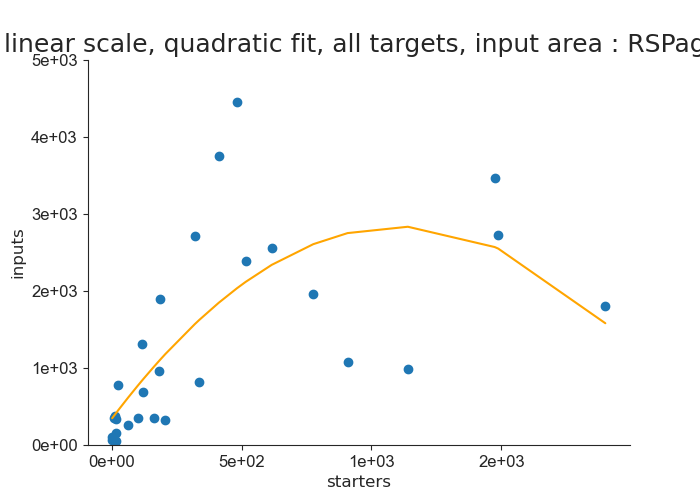 linear scale, quadratic fit, all targets, input area : RSPag
5e+03
4e+03
3e+03
2e+03
1e+03
0e+00
inputs
0e+00 5e+02 1e+03 2e+03
starters